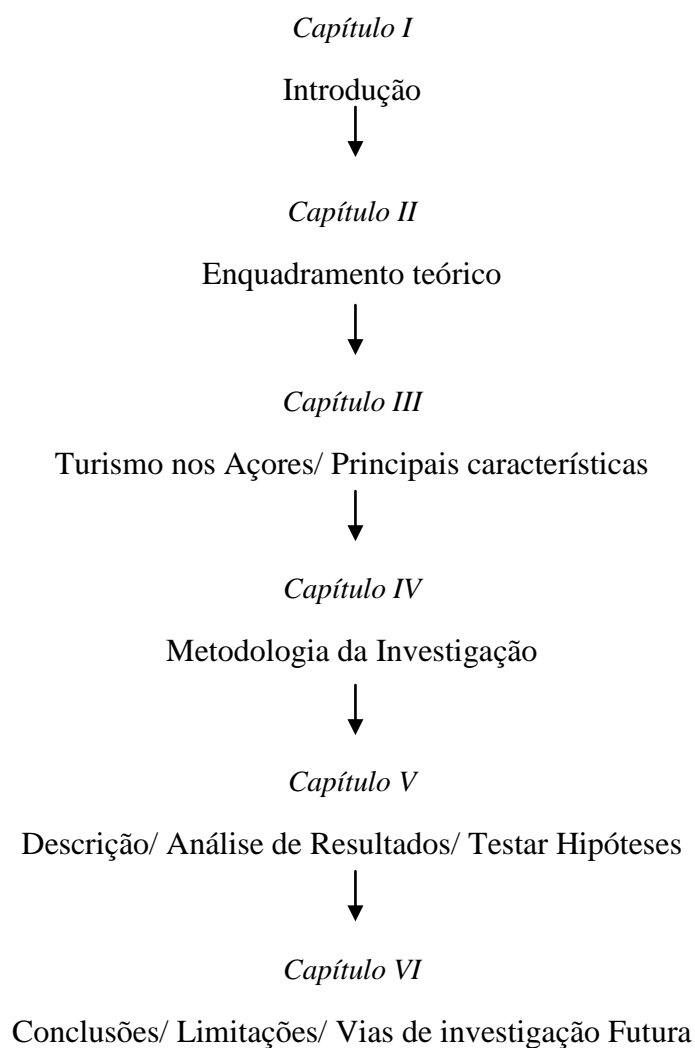 Capítulo I
Introdução
Capítulo II
Enquadramento teórico
Capítulo III
Turismo nos Açores/ Principais características
Capítulo IV
Metodologia da Investigação
Capítulo V
Descrição/ Análise de Resultados/ Testar Hipóteses
Capítulo VI
Conclusões/ Limitações/ Vias de investigação Futura